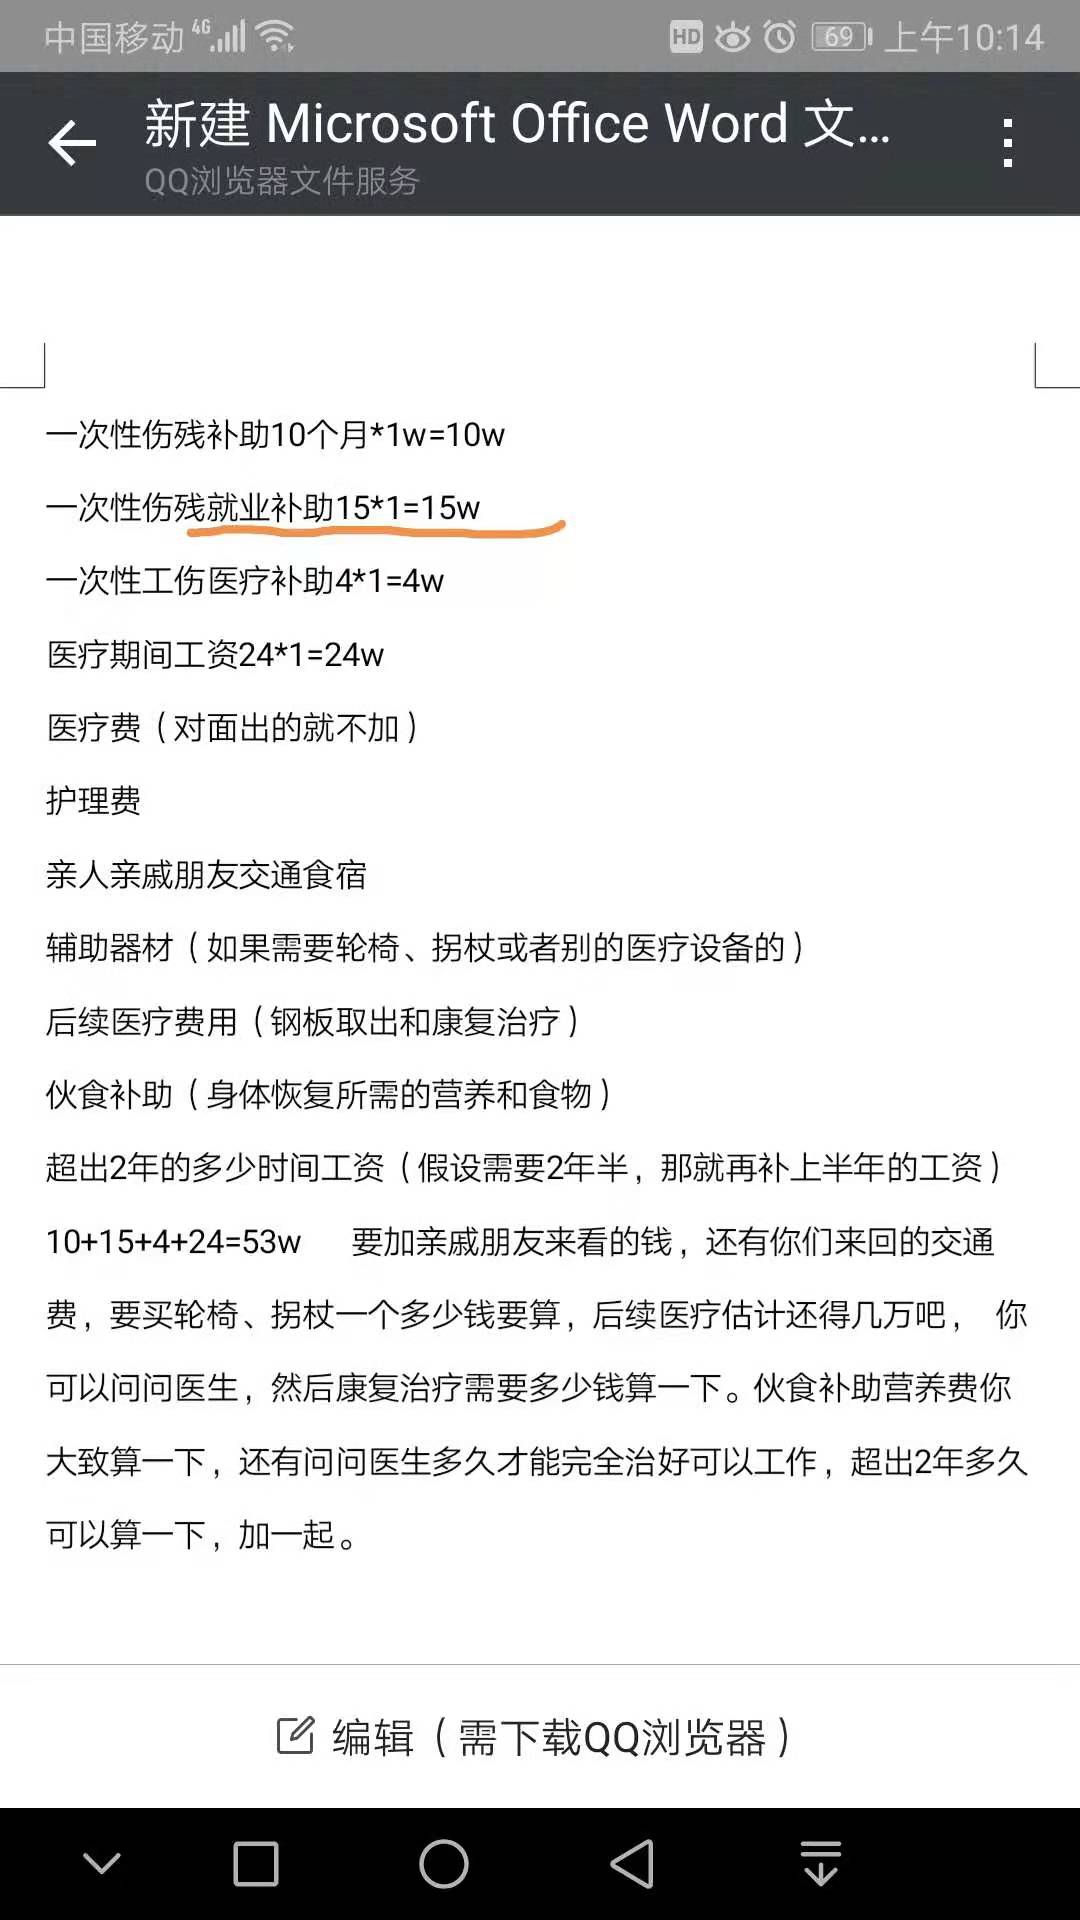 中国移动 4G HD 69 上午10:14
新建 Microsoft Office Word 文...
QQ浏览器文件服务
一次性伤残补助10个月*1w=10w
一次性伤残就业补助15*1=15w
一次性工伤医疗补助4*1=4w
医疗期间工资24*1=24w
医疗费（对面出的就不加）
护理费
亲人亲戚朋友交通食宿
辅助器材（如果需要轮椅、拐杖或者别的医疗设备的）
后续医疗费用（钢板取出和康复治疗）
伙食补助（身体恢复所需的营养和食物）
超出2年的多少时间工资（假设需要2年半，那就再补上半年的工资）
10+15+4+24=53w 要加亲戚朋友来看的钱，还有你们来回的交通
费，要买轮椅、拐杖一个多少钱要算，后续医疗估计还得几万吧， 你
可以问问医生，然后康复治疗需要多少钱算一下。伙食补助营养费你
大致算一下，还有问问医生多久才能完全治好可以工作，超出2年多久
可以算一下，加一起。
编辑（需下载QQ浏览器）